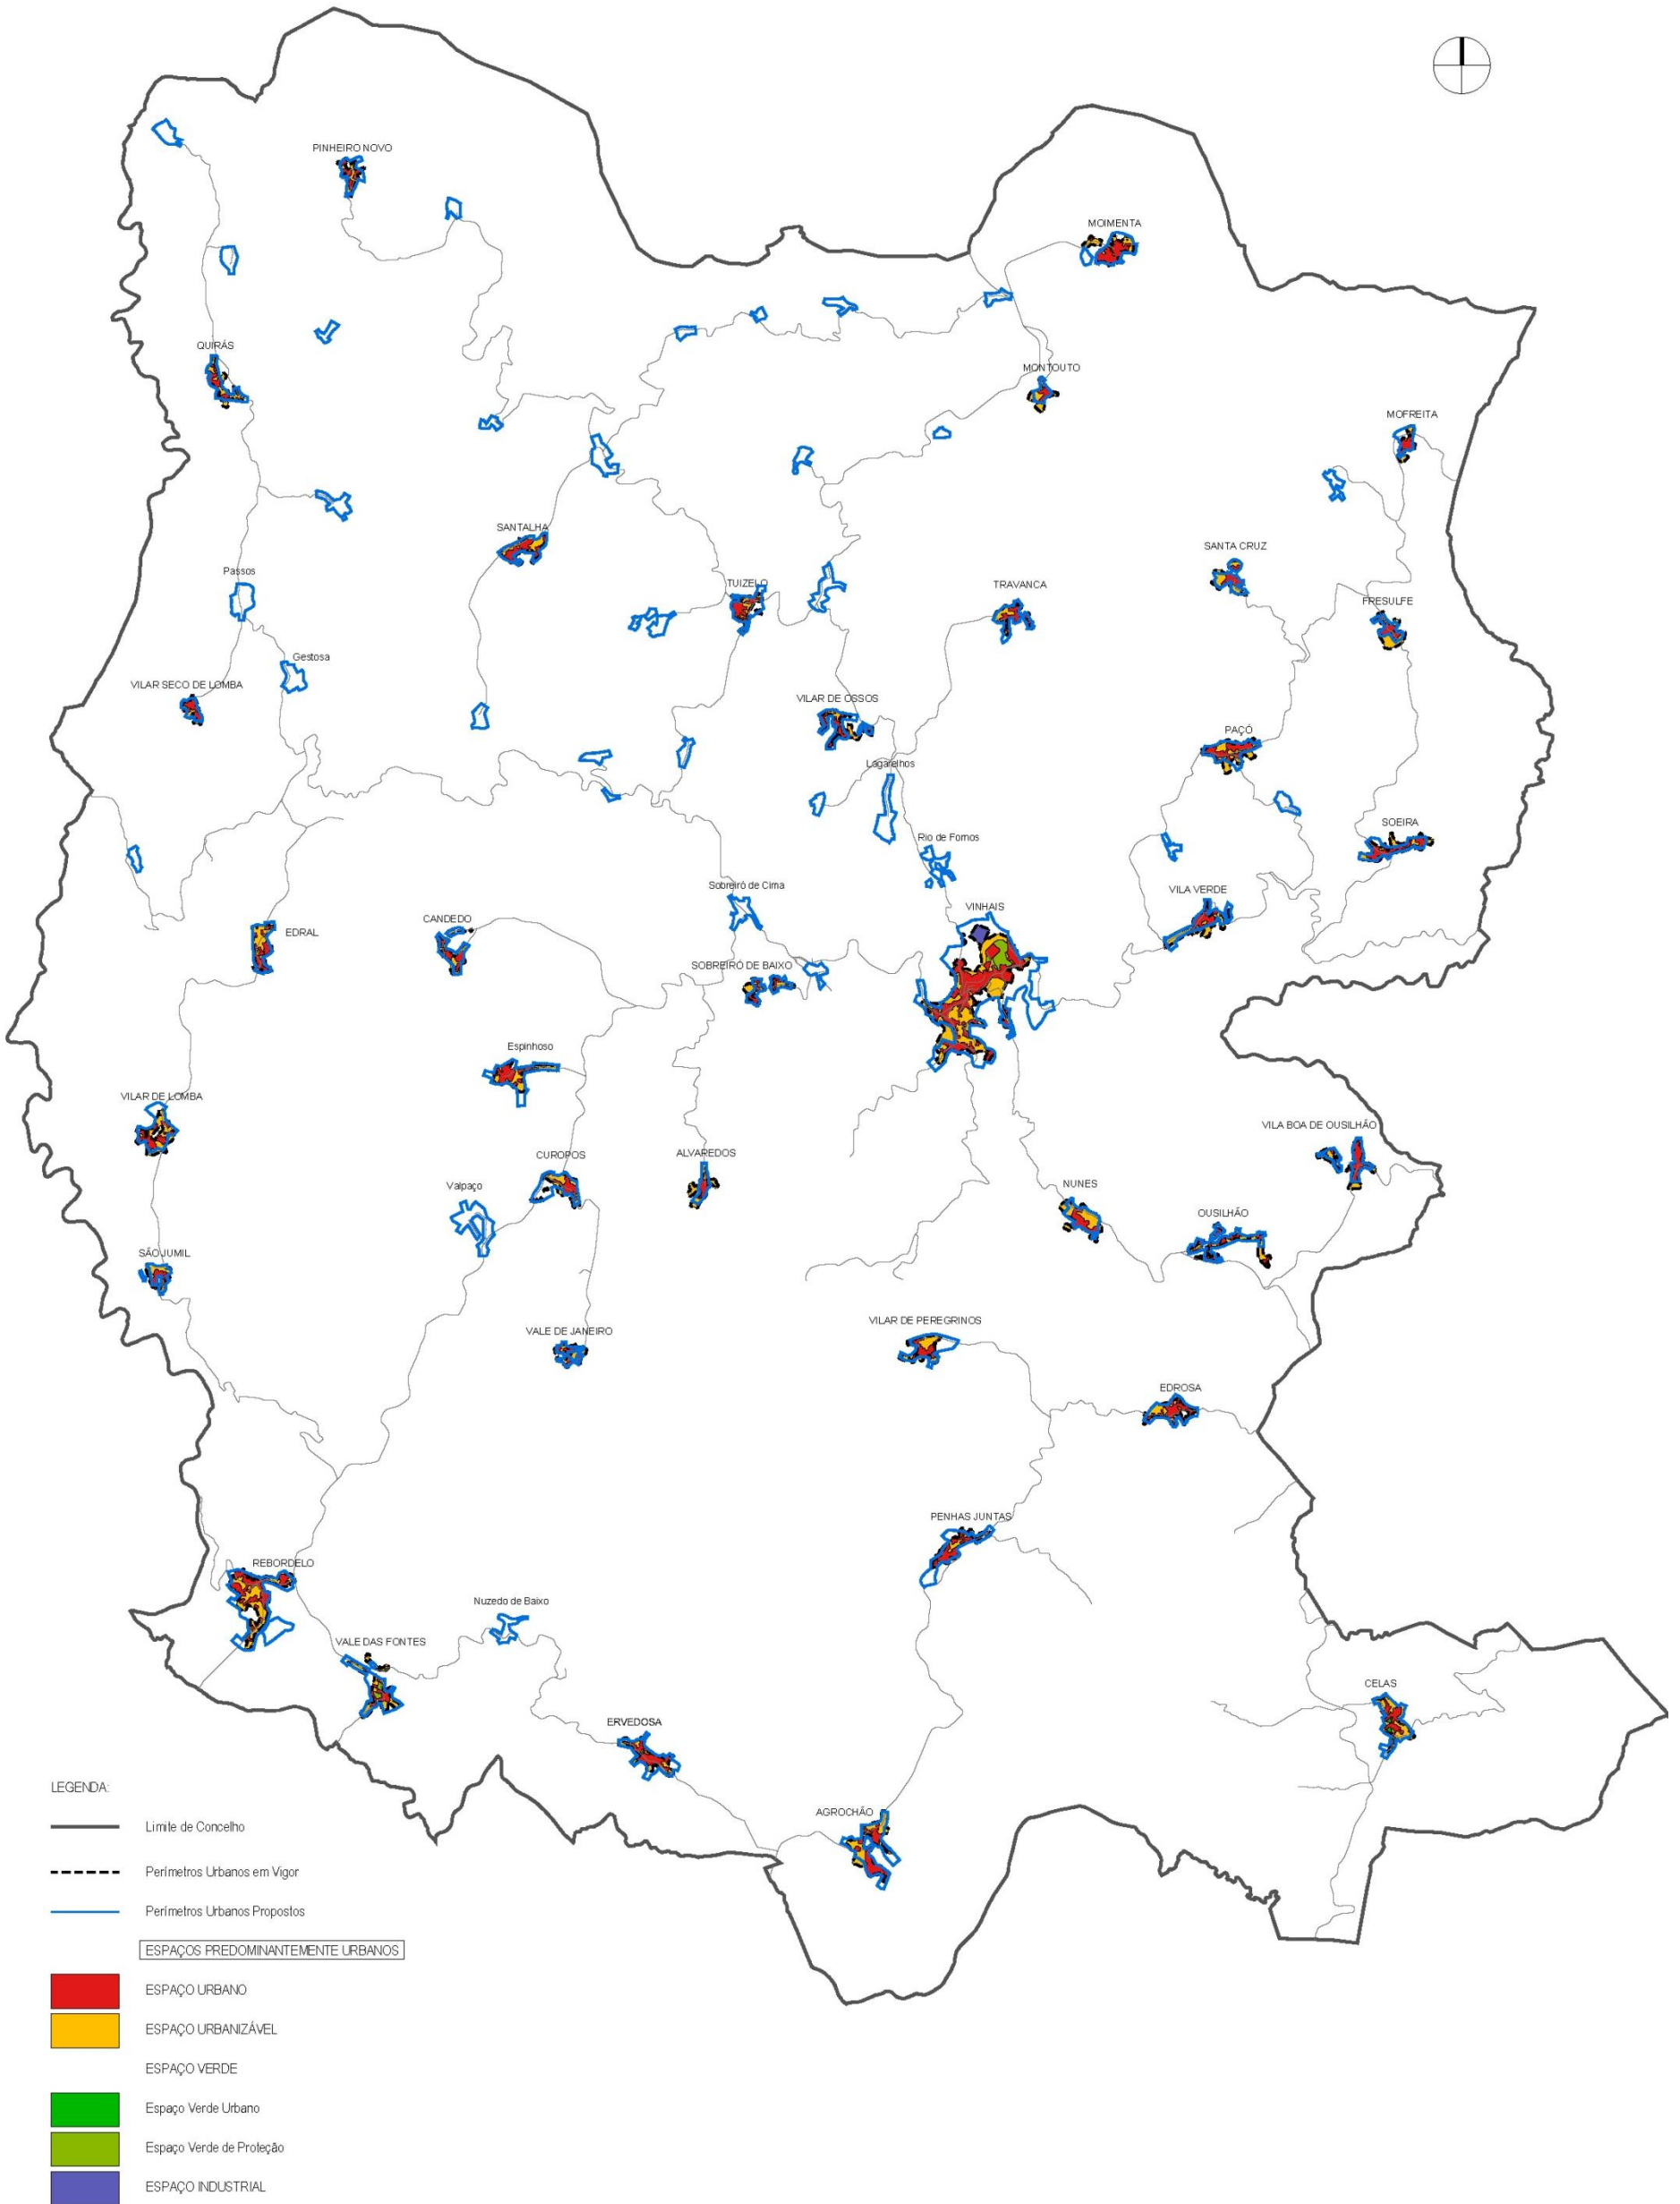 PINHEIRO NOVO
MOIMENTA
QUIRÁS
MONTOUTO
MOFREITA
SANTALHA
SANTA CRUZ
Passos
TUIZELO
TRAVANCA
FRESULFE
Gestosa
VILAR SECO DE LOMBA
VILAR DE OSSOS
PAÇÓ
Lagarelhos
SOEIRA
Rio de Fornos
Sobreiró de Cima
VILA VERDE
CANDEDO
VINHAIS
EDRAL
SOBREIRÓ DE BAIXO
Espinhoso
VILAR DE LOMBA
VILA BOA DE OUSILHÃO
CUROPOS
ALVAREDOS
Valpaço
NUNES
OUSILHÃO
SÃO JUMIL
VILAR DE PEREGRINOS
VALE DE JANEIRO
EDROSA
PENHAS JUNTAS
REBORDELO
Nuzedo de Baixo
VALE DAS FONTES
CELAS
ERVEDOSA
AGROCHÃO
LEGENDA:
Limite de Concelho
Perímetros Urbanos em Vigor
Perímetros Urbanos Propostos
ESPAÇOS PREDOMINANTEMENTE URBANOS
ESPAÇO URBANO
ESPAÇO URBANIZÁVEL
ESPAÇO VERDE
Espaço Verde Urbano
Espaço Verde de Proteção
ESPAÇO INDUSTRIAL